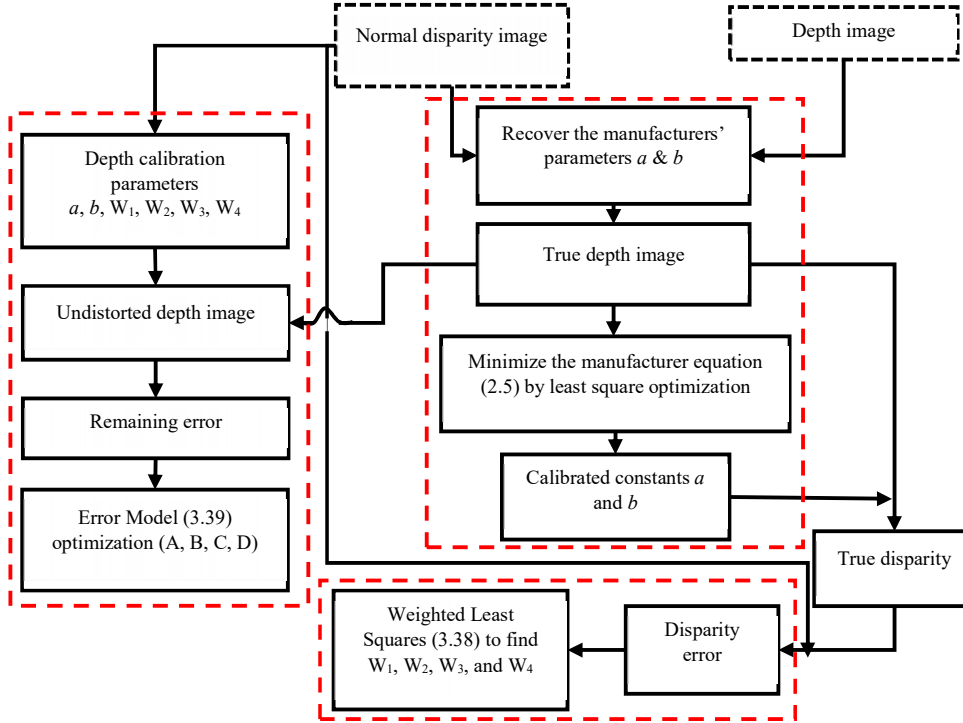 Normal disparity image
Depth image
Recover the manufacturers’
parameters a & b
Depth calibration
parameters
a, b, W₁, W₂, W₃, W₄
True depth image
Undistorted depth image
Minimize the manufacturer equation
(2.5) by least square optimization
Remaining error
Calibrated constants a
and b
Error Model (3.39)
optimization (A, B, C, D)
True disparity
Weighted Least
Squares (3.38) to find
W₁, W₂, W₃, and W₄
Disparity
error